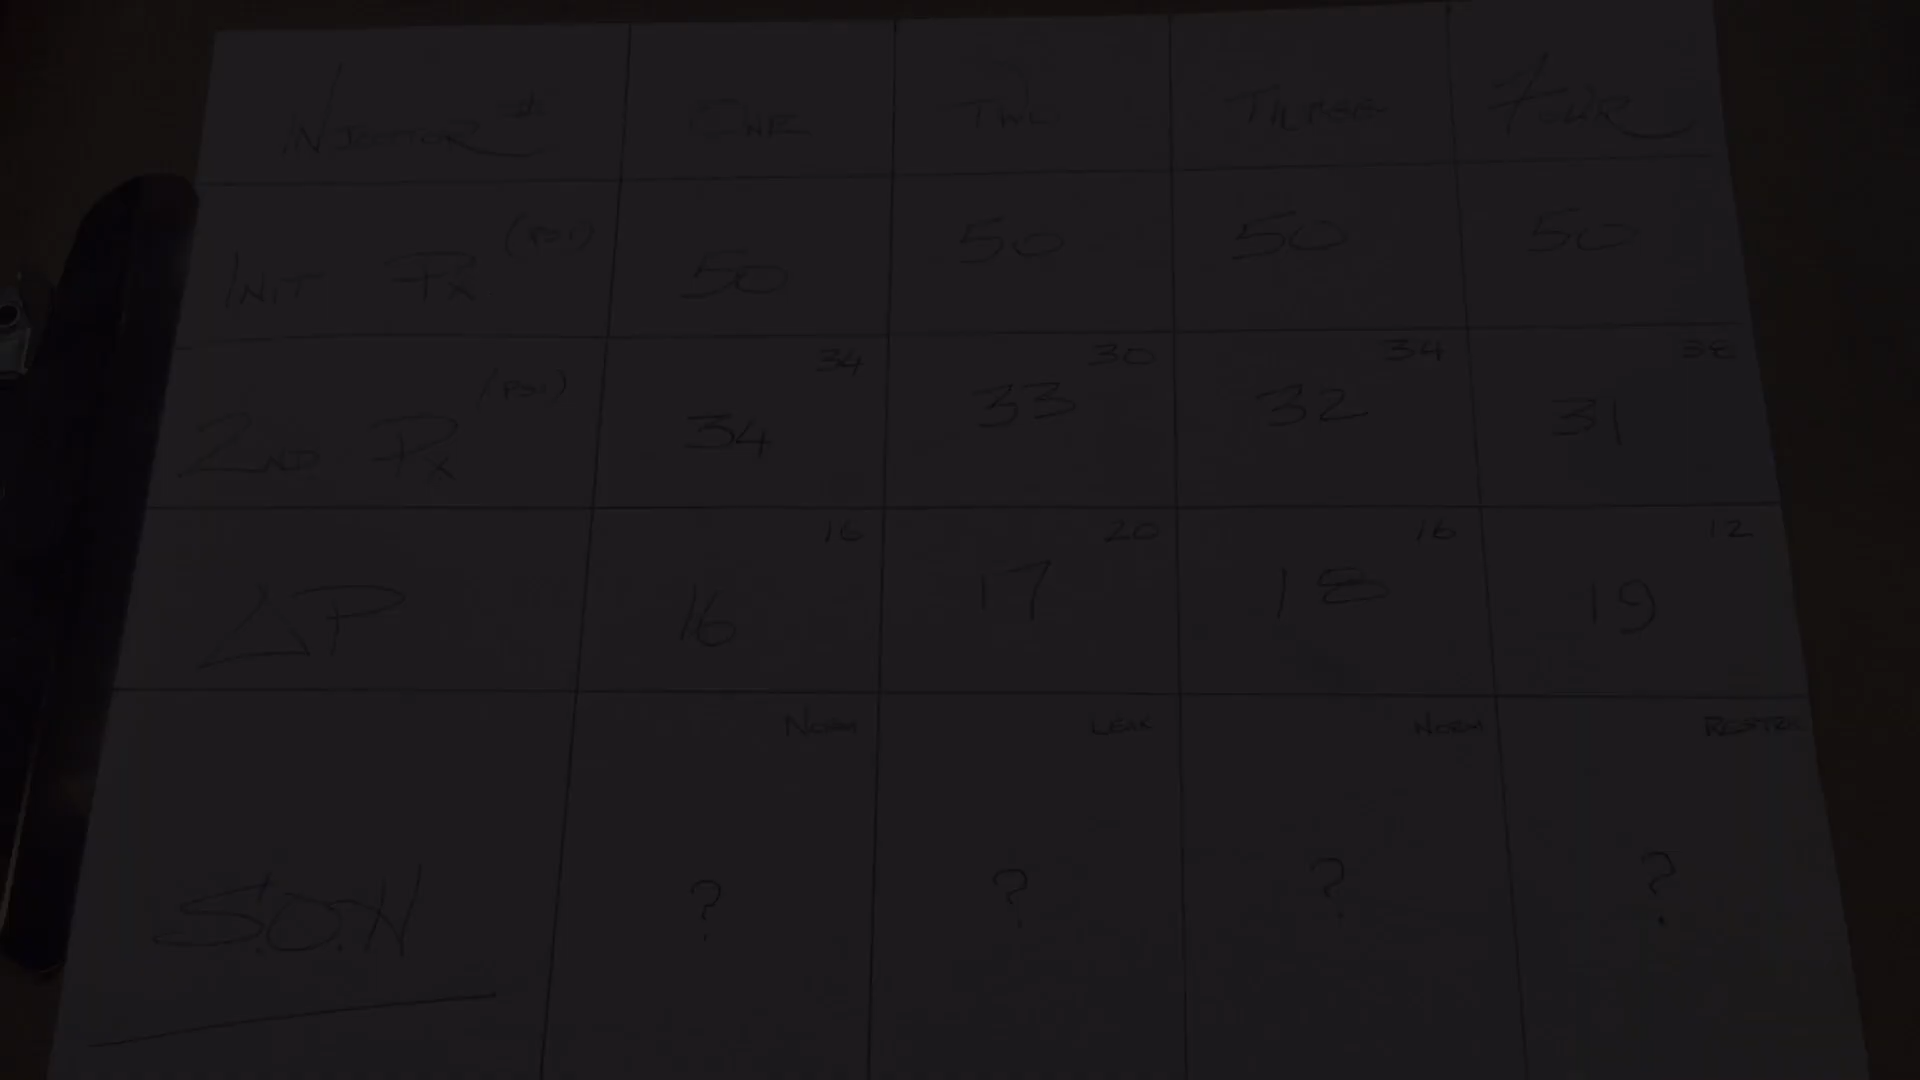 INJECTOR # ONE TWO THREE FOUR
INIT Px (PSI) 50 50 50 50
34 30 34 38
2ND Px (PSI) 34 33 32 31
16 20 16 12
ΔP 16 17 18 19
NORM LEAK NORM RESTR
S.O.N ? ? ? ?